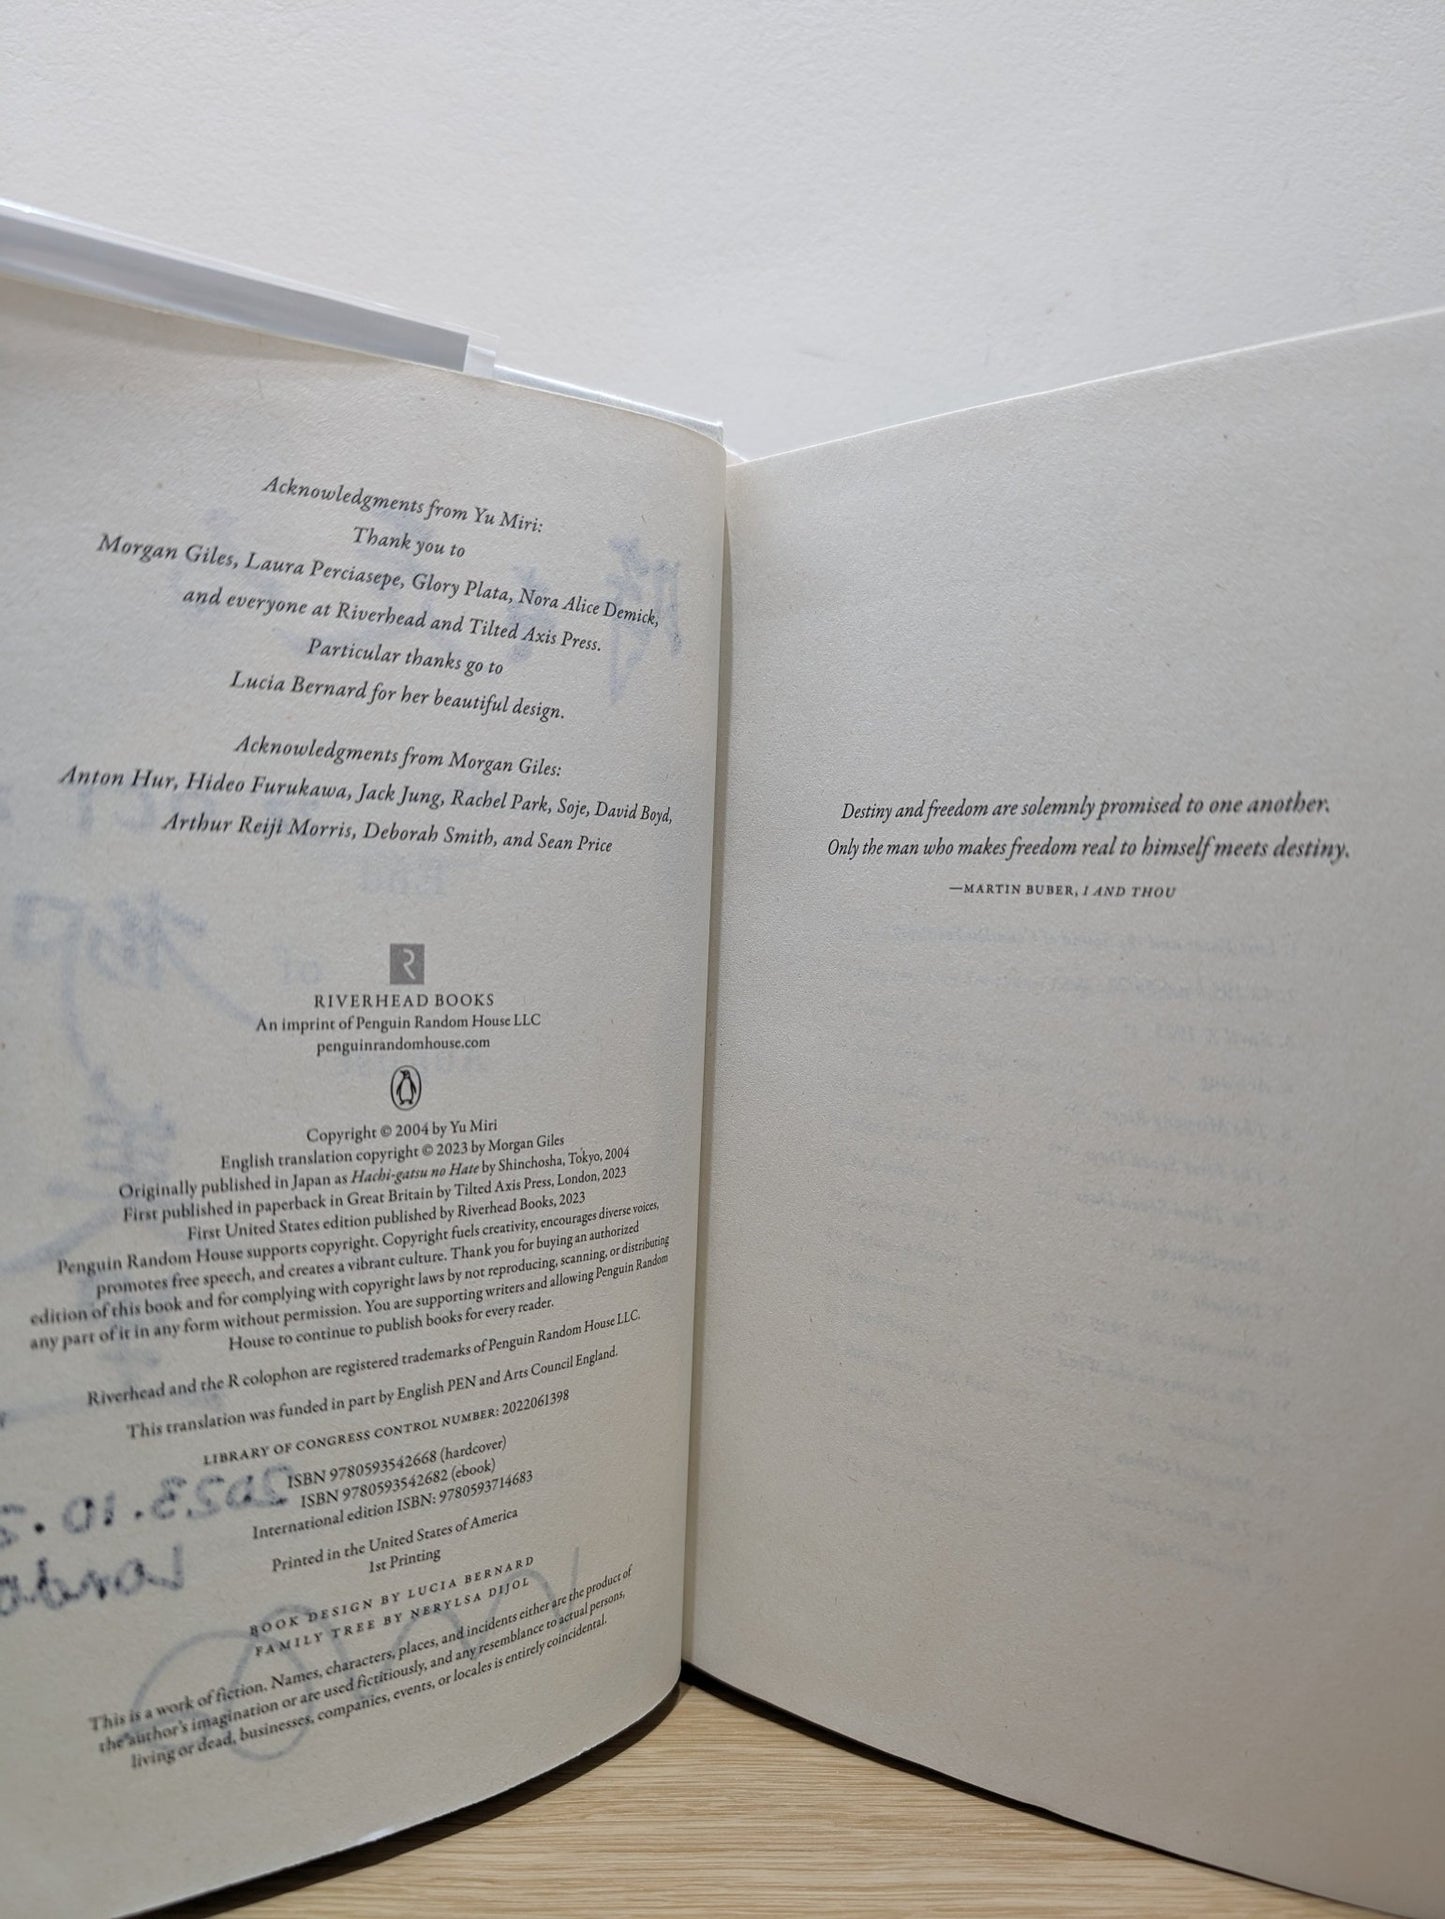 Acknowledgments from Yu Miri:
Thank you to
Morgan Giles, Laura Perciasepe, Glory Plata, Nora Alice Demick,
and everyone at Riverhead and Tilted Axis Press.
Particular thanks go to
Lucia Bernard for her beautiful design.
Acknowledgments from Morgan Giles:
Anton Hur, Hideo Furukawa, Jack Jung, Rachel Park, Soje, David Boyd,
Arthur Reiji Morris, Deborah Smith, and Sean Price
R
RIVERHEAD BOOKS
An imprint of Penguin Random House LLC
penguinrandomhouse.com
Copyright © 2004 by Yu Miri
English translation copyright © 2023 by Morgan Giles
Originally published in Japan as Hachi-gatsu no Hate by Shinchosha, Tokyo, 2004
First published in paperback in Great Britain by Tilted Axis Press, London, 2023
First United States edition published by Riverhead Books, 2023
Penguin Random House supports copyright. Copyright fuels creativity, encourages diverse voices,
promotes free speech, and creates a vibrant culture. Thank you for buying an authorized
edition of this book and for complying with copyright laws by not reproducing, scanning, or distributing
any part of it in any form without permission. You are supporting writers and allowing Penguin Random
House to continue to publish books for every reader.
Riverhead and the R colophon are registered trademarks of Penguin Random House LLC.
This translation was funded in part by English PEN and Arts Council England.
LIBRARY OF CONGRESS CONTROL NUMBER: 2022061398
ISBN 9780593542668 (hardcover)
ISBN 9780593542682 (ebook)
International edition ISBN: 9780593714683
Printed in the United States of America
1st Printing
BOOK DESIGN BY LUCIA BERNARD
FAMILY TREE BY NERYLSA DIJOL
This is a work of fiction. Names, characters, places, and incidents either are the product of
the author's imagination or are used fictitiously, and any resemblance to actual persons,
living or dead, businesses, companies, events, or locales is entirely coincidental.
Destiny and freedom are solemnly promised to one another.
Only the man who makes freedom real to himself meets destiny.
—MARTIN BUBER, I AND THOU